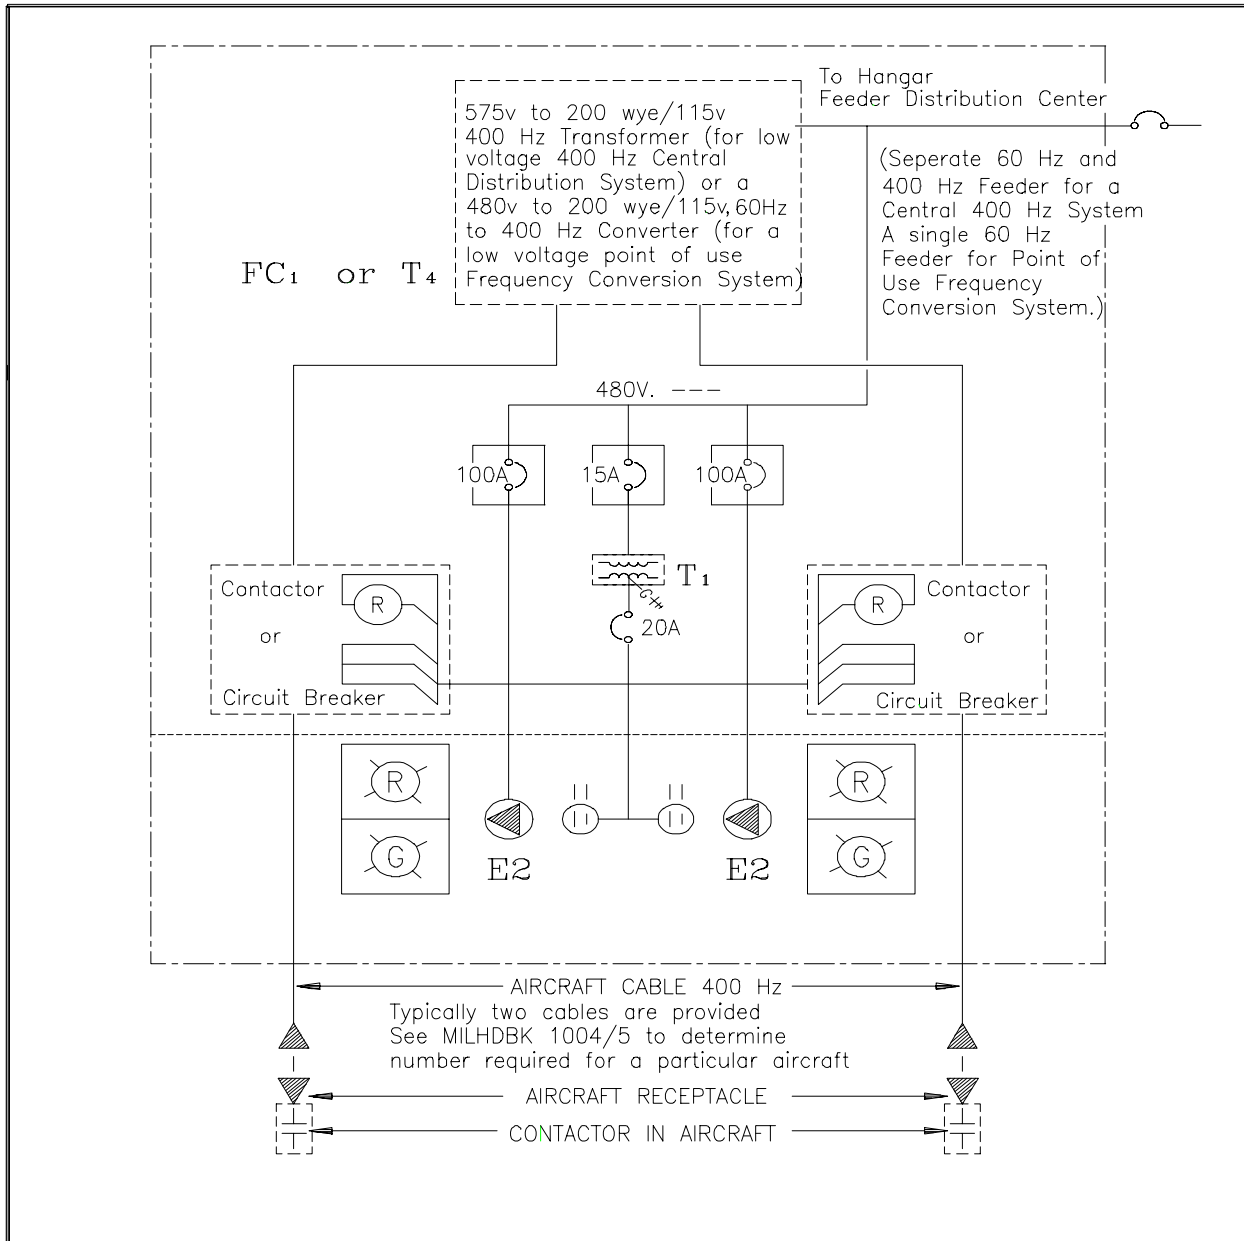 To Hangar
Feeder Distribution Center
575v to 200 wye/115v
400 Hz Transformer (for low
voltage 400 Hz Central
Distribution System) or a
480v to 200 wye/115v, 60Hz
to 400 Hz Converter (for a
low voltage point of use
Frequency Conversion System)
(Seperate 60 Hz and
400 Hz Feeder for a
Central 400 Hz System
A single 60 Hz
Feeder for Point of
Use Frequency
Conversion System.)
FC1 or T4
480V. ---
100A
15A
100A
T1
G
20A
Contactor
or
Circuit Breaker
R
R
Contactor
or
Circuit Breaker
R
G
R
G
E2
E2
AIRCRAFT CABLE 400 Hz
Typically two cables are provided
See MILHDBK 1004/5 to determine
number required for a particular aircraft
AIRCRAFT RECEPTACLE
CONTACTOR IN AIRCRAFT